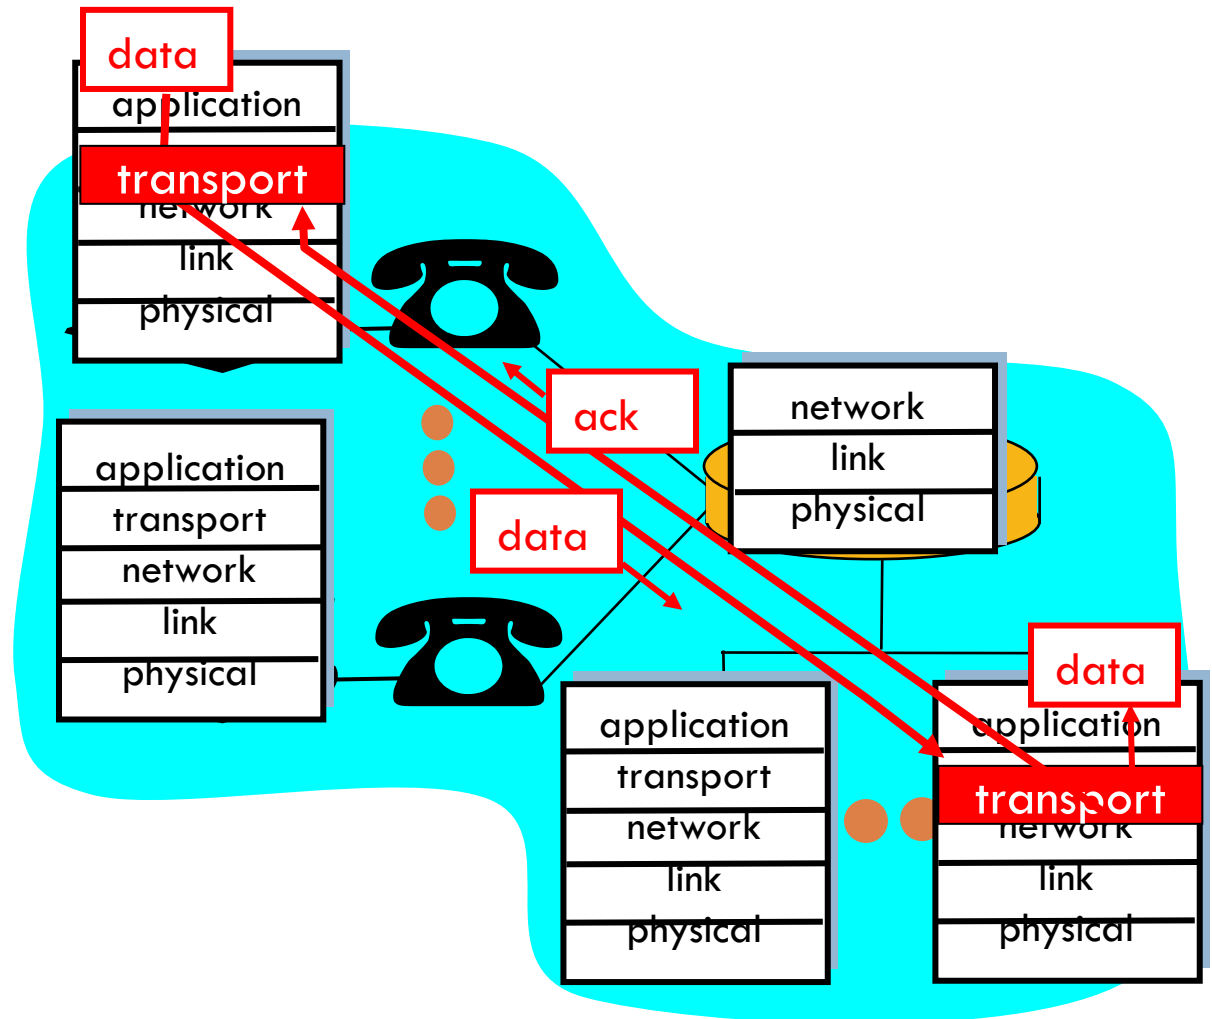 data
application
transport
network
link
physical
application
transport
network
link
physical
ack
data
network
link
physical
application
transport
network
link
physical
data
application
transport
network
link
physical